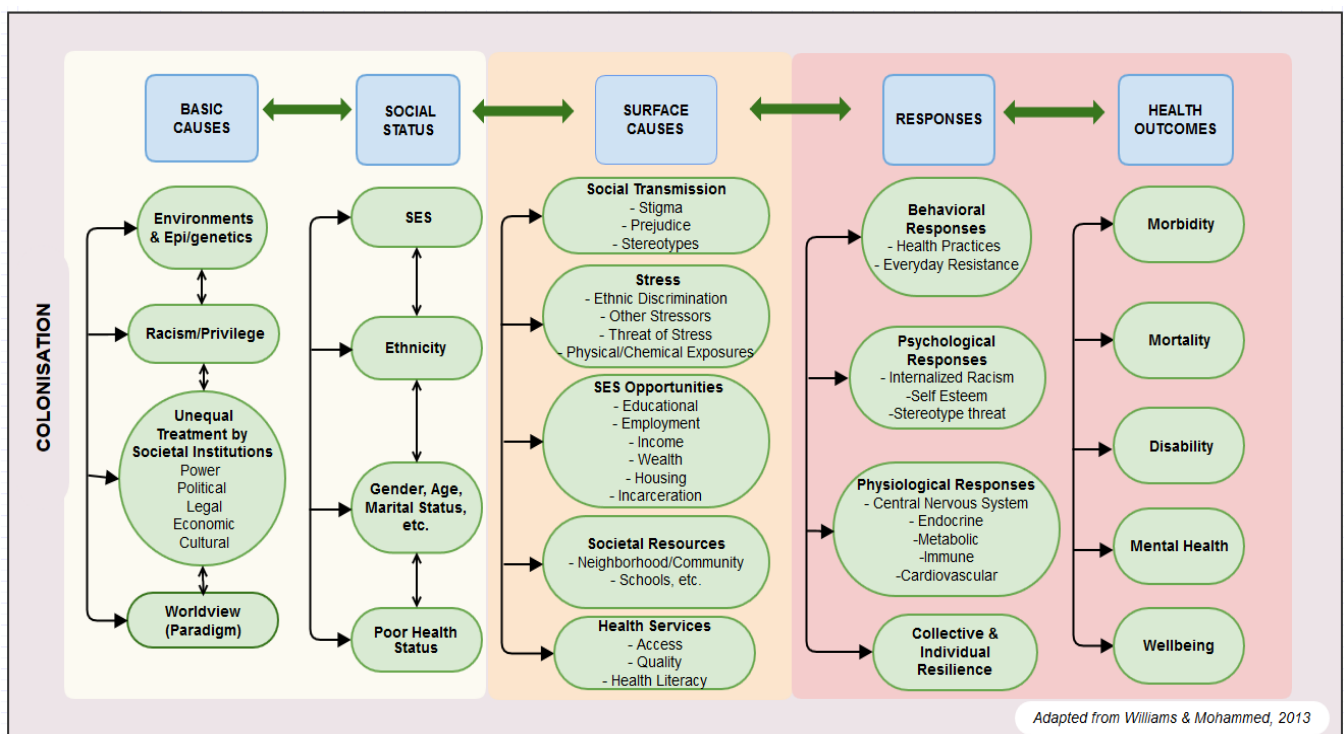 COLONISATION
BASIC
CAUSES
Environments
& Epi/genetics
Racism/Privilege
Unequal
Treatment by
Societal Institutions
Power
Political
Legal
Economic
Cultural
Worldview
(Paradigm)
SOCIAL
STATUS
SES
Ethnicity
Gender, Age,
Marital Status,
etc.
Poor Health
Status
SURFACE
CAUSES
Social Transmission
- Stigma
- Prejudice
- Stereotypes
Stress
- Ethnic Discrimination
- Other Stressors
- Threat of Stress
- Physical/Chemical Exposures
SES Opportunities
- Educational
- Employment
- Income
- Wealth
- Housing
- Incarceration
Societal Resources
- Neighborhood/Community
- Schools, etc.
Health Services
- Access
- Quality
- Health Literacy
RESPONSES
Behavioral
Responses
- Health Practices
- Everyday Resistance
Psychological
Responses
- Internalized Racism
-Self Esteem
-Stereotype threat
Physiological Responses
- Central Nervous System
- Endocrine
-Metabolic
-Immune
-Cardiovascular
Collective &
Individual
Resilience
HEALTH
OUTCOMES
Morbidity
Mortality
Disability
Mental Health
Wellbeing
Adapted from Williams & Mohammed, 2013